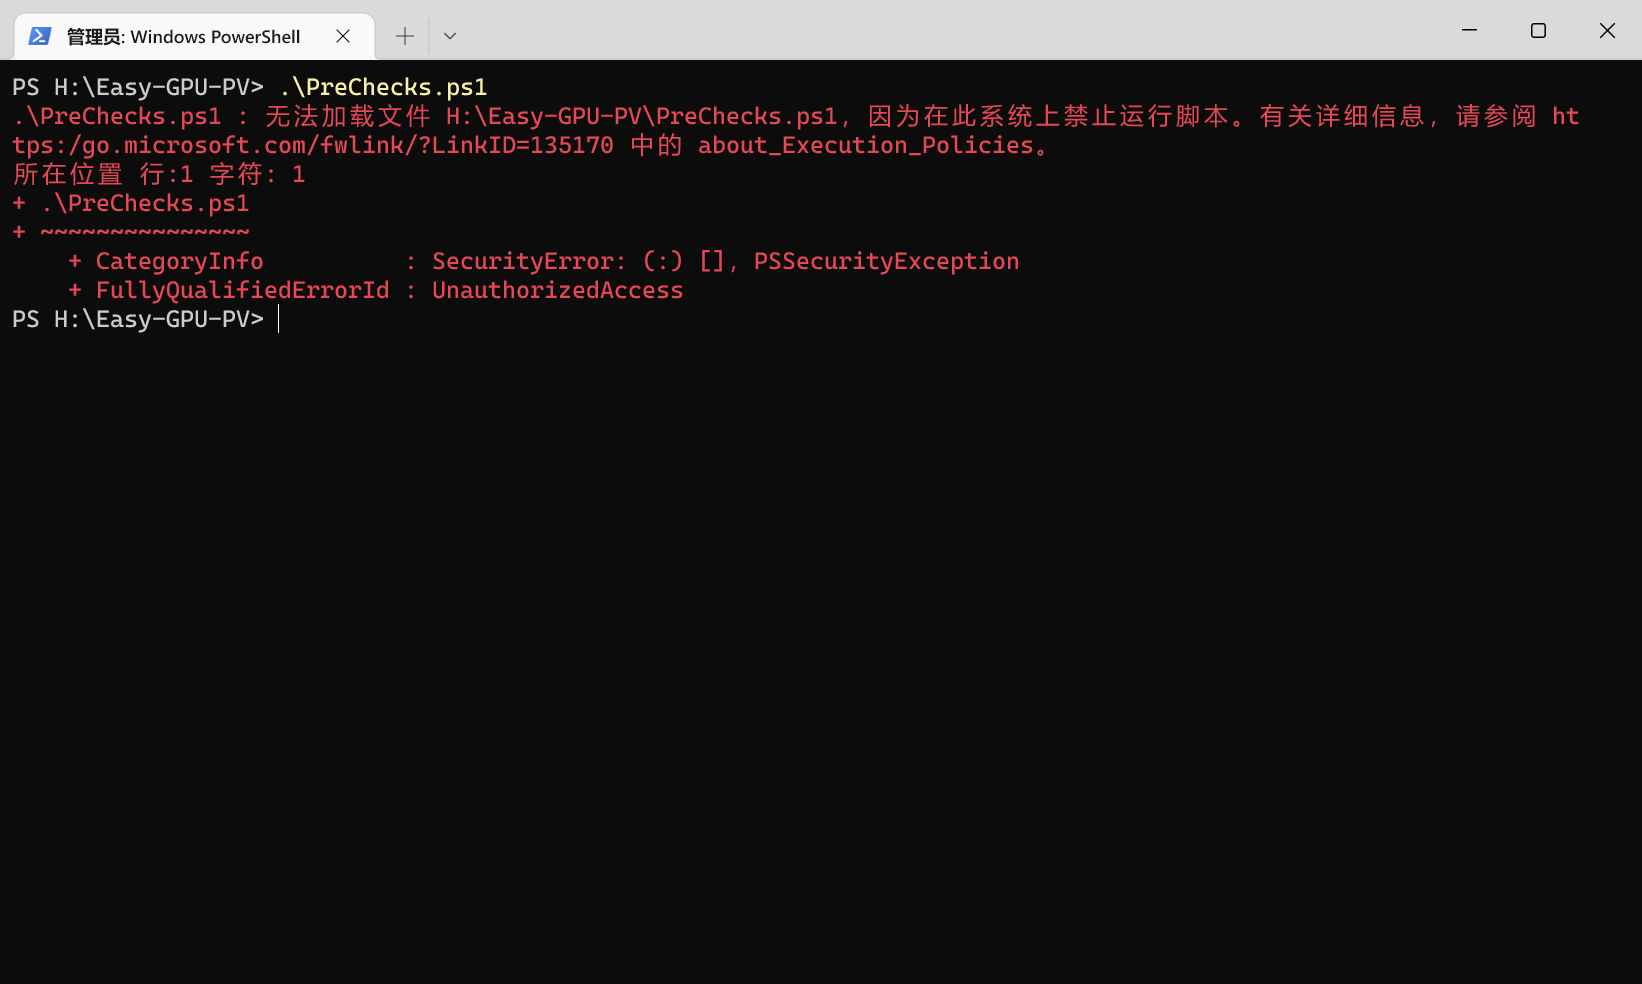 管理员: Windows PowerShell
PS H:\Easy-GPU-PV> .\PreChecks.ps1
.\PreChecks.ps1 : 无法加载文件 H:\Easy-GPU-PV\PreChecks.ps1，因为在此系统上禁止运行脚本。有关详细信息，请参阅 ht
tps:/go.microsoft.com/fwlink/?LinkID=135170 中的 about_Execution_Policies。
所在位置 行:1 字符: 1
+ .\PreChecks.ps1
+ ~~~~~~~~~~~~~~~
    + CategoryInfo          : SecurityError: (:) []，PSSecurityException
    + FullyQualifiedErrorId : UnauthorizedAccess
PS H:\Easy-GPU-PV>